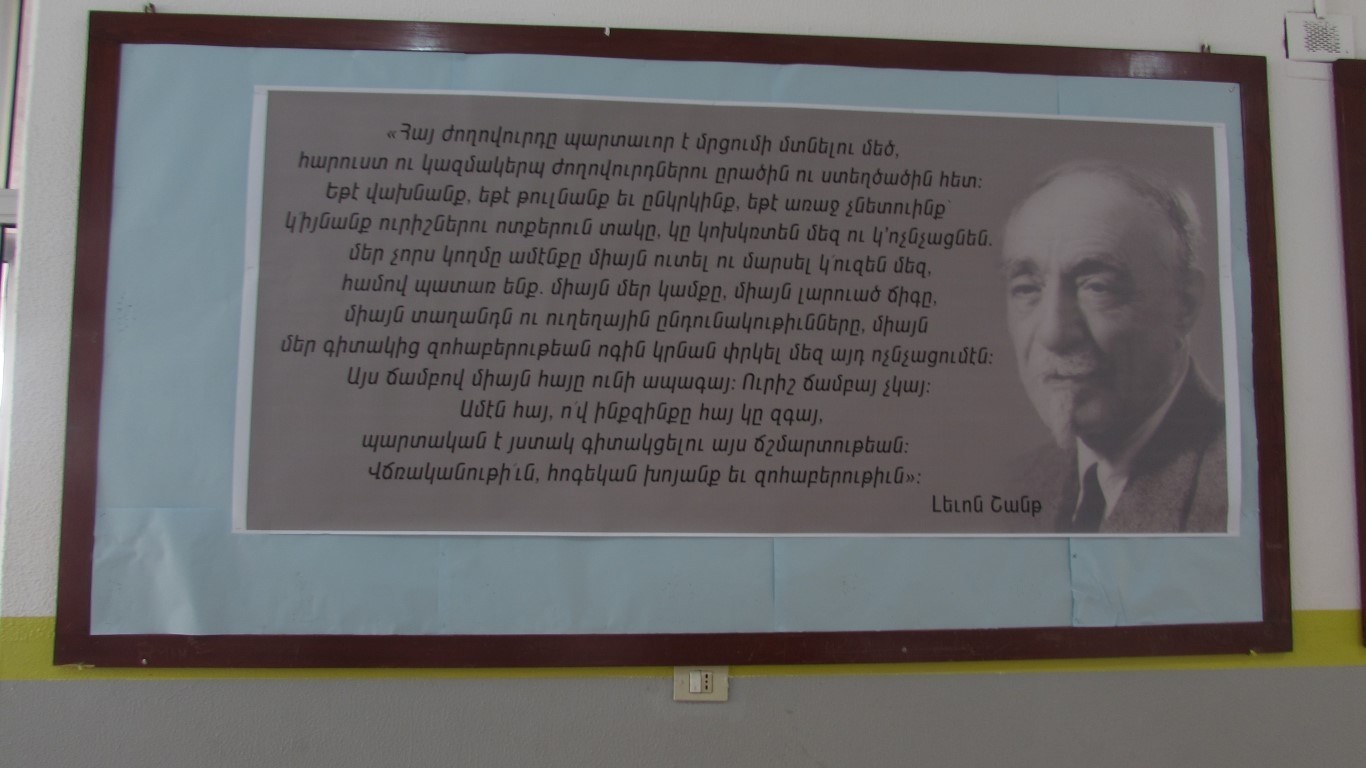 «Հայ ժողովուրդը պարտաւոր է մրցումի մտնելու մեծ,
հարուստ ու կազմակերպ ժողովուրդներու ըրածին ու ստեղծածին հետ:
Եթէ վախնանք, եթէ թուլնանք եւ ընկրկինք, եթէ առաջ չնետուինք՝
կ'իյնանք ուրիշներու ոտքերուն տակը, կը կոխկռտեն մեզ ու կ'ոչնչացնեն.
մեր չորս կողմը ամէնքը միայն ուտել ու մարսել կ՚ուզեն մեզ,
համով պատառ ենք. միայն մեր կամքը, միայն լարուած ճիգը,
միայն տաղանդն ու ուղեղային ընդունակութիւնները, միայն
մեր գիտակից զոհաբերութեան ոգին կրնան փրկել մեզ այդ ոչնչացումէն:
Այս ճամբով միայն հայը ունի ապագայ: Ուրիշ ճամբայ չկայ:
Ամէն հայ, ո՛վ ինքզինքը հայ կը զգայ,
պարտական է յստակ գիտակցելու այս ճշմարտութեան:
Վճռականութի՛ւն, հոգեկան խոյանք եւ զոհաբերութիւն»:
Լեւոն Շանթ